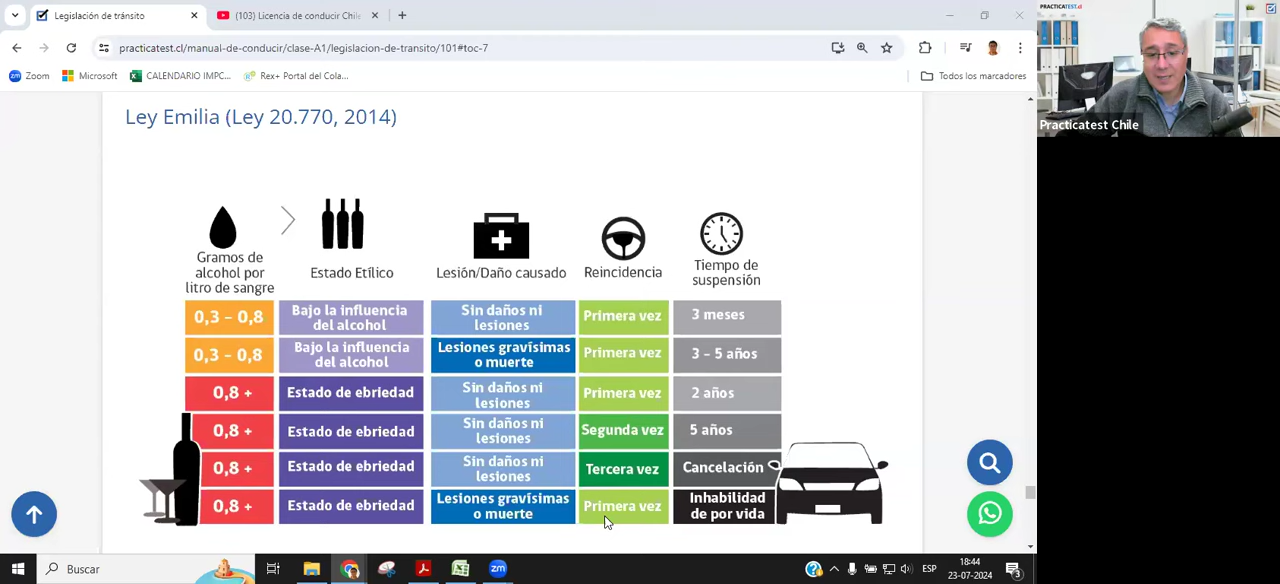 Legislación de tránsito
(103) Licencia de conducir Chile
practicatest.cl/manual-de-conducir/clase-A1/legislacion-de-transito/101#toc-7
Zoom
Microsoft
CALENDARIO IMPC...
Rex+ Portal del Cola...
Todos los marcadores
PRACTICATEST.cl
Practicatest Chile
Ley Emilia (Ley 20.770, 2014)
Gramos de
alcohol por
litro de sangre
Estado Etílico
Lesión/Daño causado
Reincidencia
Tiempo de
suspensión
0,3 – 0,8
Bajo la influencia
del alcohol
Sin daños ni
lesiones
Primera vez
3 meses
0,3 – 0,8
Bajo la influencia
del alcohol
Lesiones gravísimas
o muerte
Primera vez
3 – 5 años
0,8 +
Estado de ebriedad
Sin daños ni
lesiones
Primera vez
2 años
0,8 +
Estado de ebriedad
Sin daños ni
lesiones
Segunda vez
5 años
0,8 +
Estado de ebriedad
Sin daños ni
lesiones
Tercera vez
Cancelación
0,8 +
Estado de ebriedad
Lesiones gravísimas
o muerte
Primera vez
Inhabilidad
de por vida
Buscar
zm
ESP
18:44
23-07-2024
3